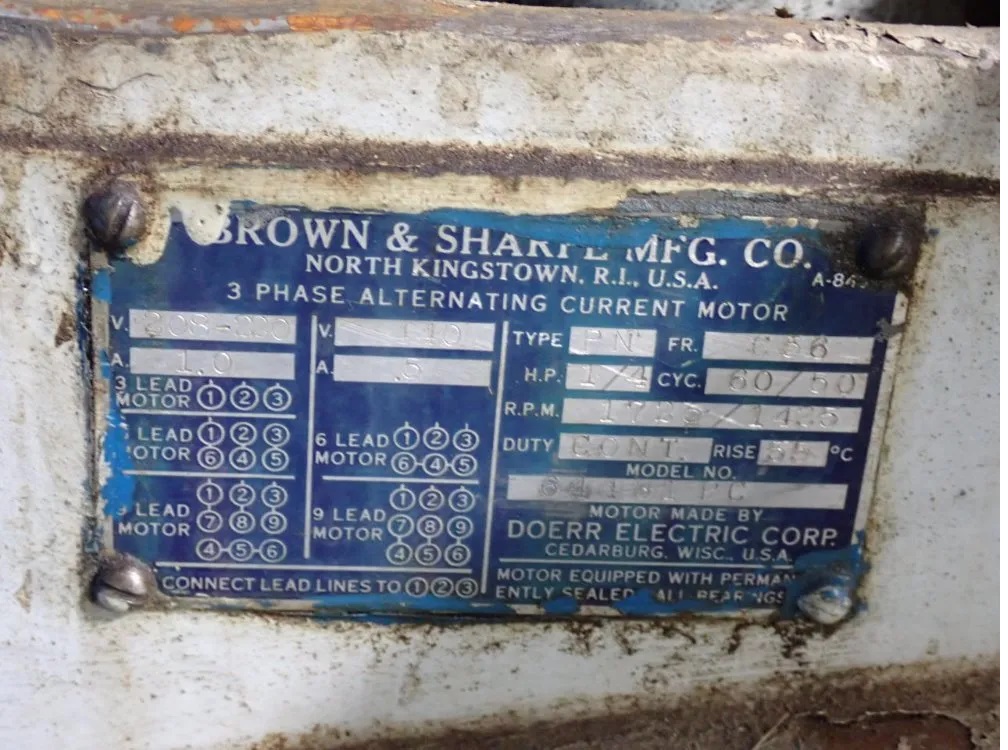 BROWN & SHARPE MFG. CO.
NORTH KINGSTOWN, R.I., U.S.A.
A-84
3 PHASE ALTERNATING CURRENT MOTOR
V. 208-220
A. 1.0
3 LEAD MOTOR 1 2 3
LEAD 1 2 3
MOTOR 6 4 5
1 2 3
9 LEAD 7 8 9
MOTOR
4-5-6
V. 440
A. .5
6 LEAD 1 2 3
MOTOR 6-4-5
1 2 3
9 LEAD 7 8 9
MOTOR 4 5 6
CONNECT LEAD LINES TO 1 2 3
TYPE PN FR.
H.P. 1/4 CYC. 60/50
R.P.M. 1725/1425
DUTY CONT. RISE 55 °C
MODEL NO.
MOTOR MADE BY
DOERR ELECTRIC CORP.
CEDARBURG, WISC., U.S.A.
MOTOR EQUIPPED WITH PERMAN
ENTLY SEALED BALL BEARINGS